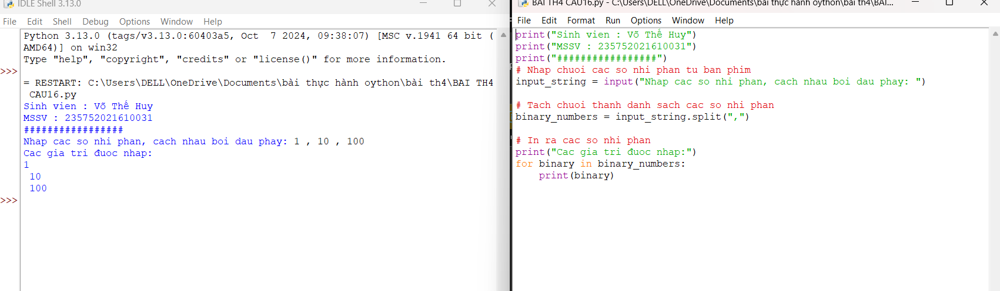 IDLE Shell 3.13.0
File Edit Shell Debug Options Window Help
Python 3.13.0 (tags/v3.13.0:60403a5, Oct  7 2024, 09:38:07) [MSC v.1941 64 bit (
AMD64)] on win32
Type "help", "copyright", "credits" or "license()" for more information.
>>>
= RESTART: C:\Users\DELL\OneDrive\Documents\bài thực hành oython\bài th4\BAI TH4
 CAU16.py
Sinh vien : Võ Thế Huy
MSSV : 235752021610031
#################
Nhap cac so nhi phan, cach nhau boi dau phay: 1 , 10 , 100
Cac gia tri đuoc nhap:
1
 10
 100
>>>
BAI TH4 CAU16.py - C:\Users\DELL\OneDrive\Documents\bài thực hành oython\bài th4\BAI...
File Edit Format Run Options Window Help
print("Sinh vien : Võ Thế Huy")
print("MSSV : 235752021610031")
print("#################")
# Nhap chuoi cac so nhi phan tu ban phim
input_string = input("Nhap cac so nhi phan, cach nhau boi dau phay: ")
# Tach chuoi thanh danh sach cac so nhi phan
binary_numbers = input_string.split(",")
# In ra cac so nhi phan
print("Cac gia tri đuoc nhap:")
for binary in binary_numbers:
    print(binary)